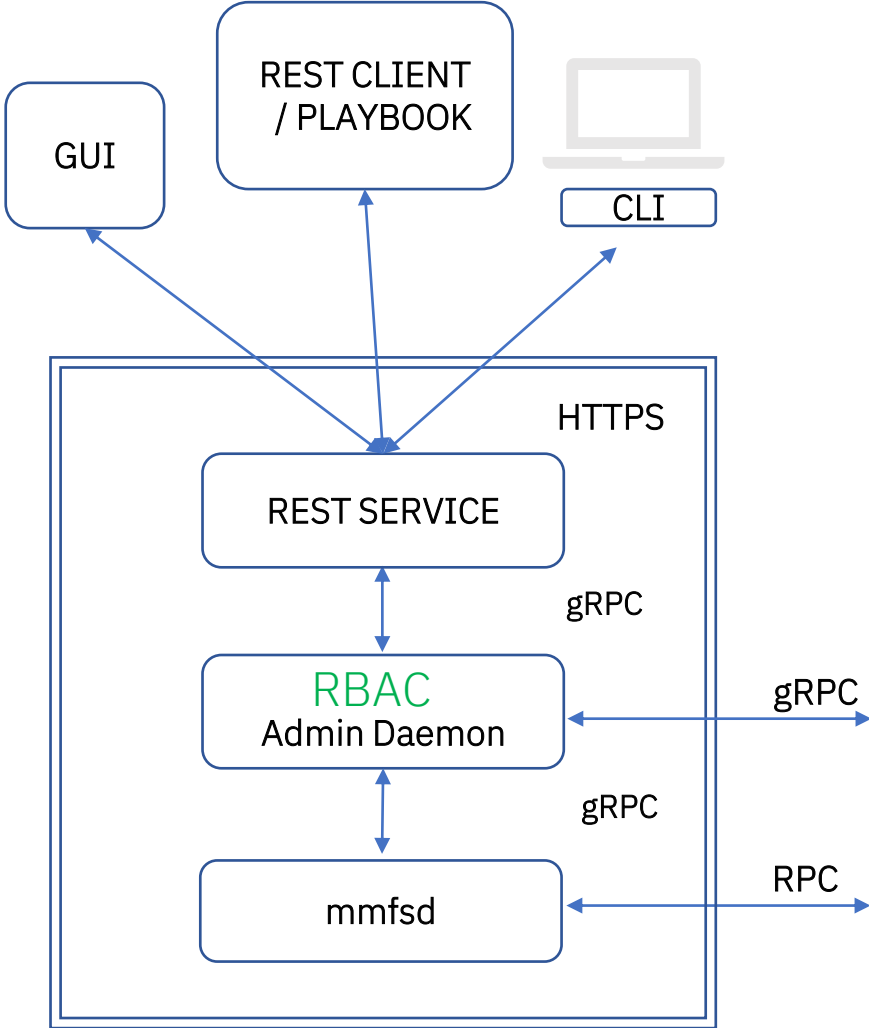 REST CLIENT
/ PLAYBOOK
GUI
CLI
HTTPS
REST SERVICE
gRPC
RBAC
Admin Daemon
gRPC
gRPC
mmfsd
RPC